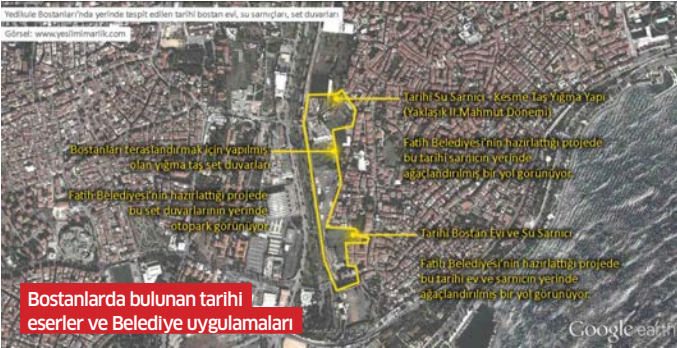 Yedikule Bostanları'nda yerinde tespit edilen tarihi bostan evi, su sarnıçları, set duvarları
Görsel: www.yesilmimarlik.com
Tarihi Su Sarnıcı - Kesme Taş Yığma Yapı
(Yaklaşık II.Mahmut Dönemi)
Fatih Belediyesi'nin hazırlattığı projede
bu tarihi sarnıcın yerinde
ağaçlandırılmış bir yol görünüyor.
Bostanları teraslandırmak için yapılmış
olan yığma taş set duvarları
Fatih Belediyesi'nin hazırlattığı projede
bu set duvarlarının yerinde
otopark görünüyor
Tarihi Bostan Evi ve Su Sarnıcı
Fatih Belediyesi'nin hazırlattığı projede
bu tarihi ev ve sarnıcın yerinde
ağaçlandırılmış bir yol görünüyor.
Bostanlarda bulunan tarihi
eserler ve Belediye uygulamaları
Google earth